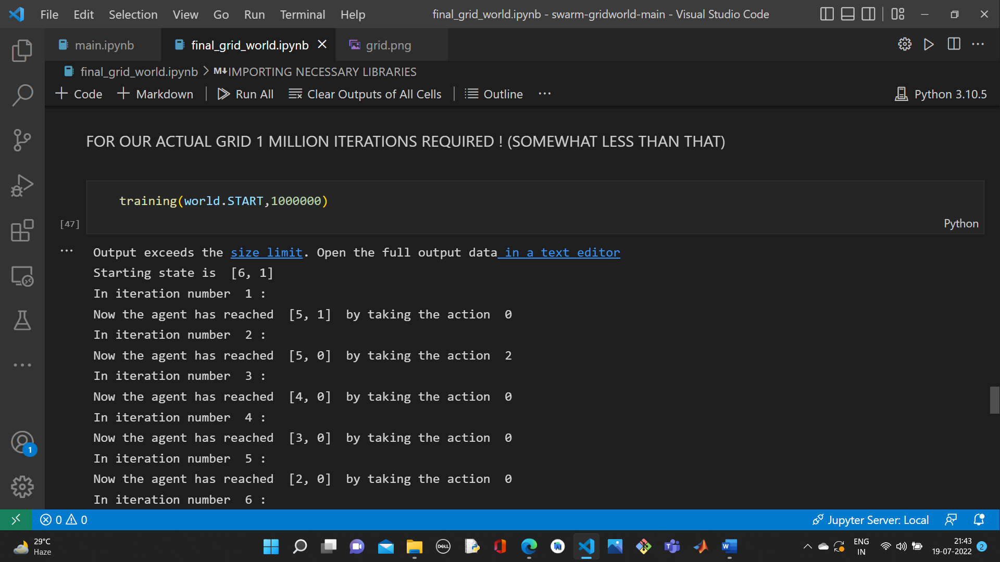 File Edit Selection View Go Run Terminal Help final_grid_world.ipynb - swarm-gridworld-main - Visual Studio Code
main.ipynb final_grid_world.ipynb grid.png
final_grid_world.ipynb > M↓IMPORTING NECESSARY LIBRARIES
+ Code + Markdown | Run All Clear Outputs of All Cells | Outline ... Python 3.10.5
FOR OUR ACTUAL GRID 1 MILLION ITERATIONS REQUIRED ! (SOMEWHAT LESS THAN THAT)
training(world.START,1000000)
[47] Python
... Output exceeds the size limit. Open the full output data in a text editor
Starting state is  [6, 1]
In iteration number  1 :
Now the agent has reached  [5, 1]  by taking the action  0
In iteration number  2 :
Now the agent has reached  [5, 0]  by taking the action  2
In iteration number  3 :
Now the agent has reached  [4, 0]  by taking the action  0
In iteration number  4 :
Now the agent has reached  [3, 0]  by taking the action  0
In iteration number  5 :
Now the agent has reached  [2, 0]  by taking the action  0
In iteration number  6 :
1
0 0 Jupyter Server: Local
29°C
Haze
DELL
W
ENG
IN
21:43
19-07-2022
2